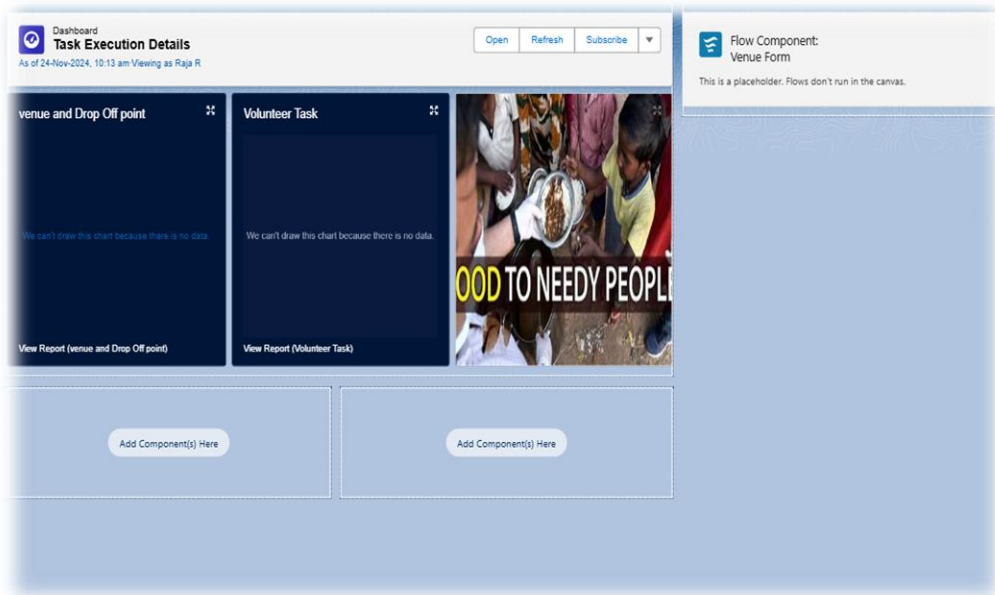 Dashboard
Task Execution Details
As of 24-Nov-2024, 10:13 am·Viewing as Raja R
Open
Refresh
Subscribe
Flow Component:
Venue Form
This is a placeholder. Flows don't run in the canvas.
venue and Drop Off point
We can't draw this chart because there is no data.
View Report (venue and Drop Off point)
Volunteer Task
We can't draw this chart because there is no data.
View Report (Volunteer Task)
OOD TO NEEDY PEOPL
Add Component(s) Here
Add Component(s) Here